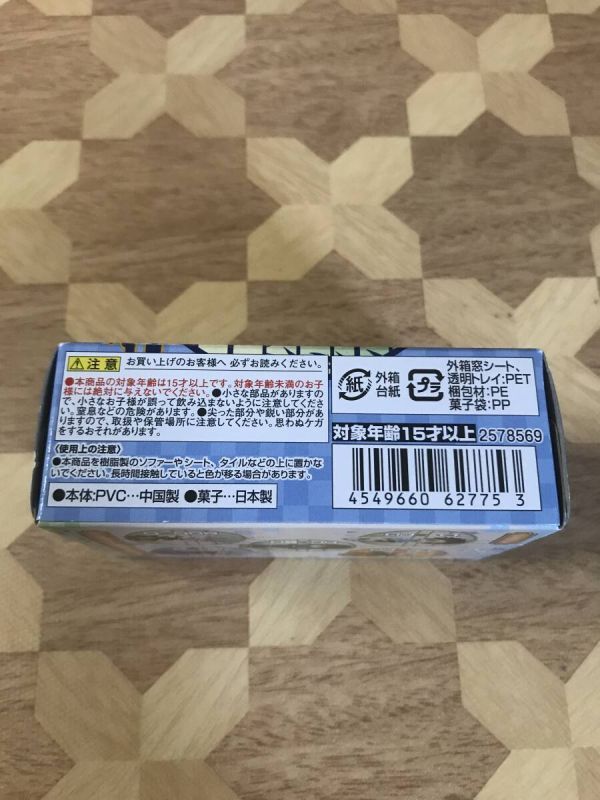 注意 お買い上げのお客様へ 必ずお読みください。
●本商品の対象年齢は15才以上です。対象年齢未満のお子
様には絶対に与えないでください。●小さな部品がありますの
で、小さなお子様が誤って飲み込まないように注意してください。
窒息などの危険があります。●尖った部分や鋭い部分があ
りますので、取扱や保管場所に注意してください。思わぬケガ
をするおそれがあります。
〈使用上の注意〉
●本商品を樹脂製のソファーやシート、タイルなどの上に置かな
いでください。長時間接触していると色が移る場合があります。
●本体:PVC…中国製 ●菓子…日本製
紙 外箱
台紙
プラ
外箱窓シート、
透明トレイ:PET
梱包材:PE
菓子袋:PP
対象年齢15才以上 2578569
4549660 62775 3